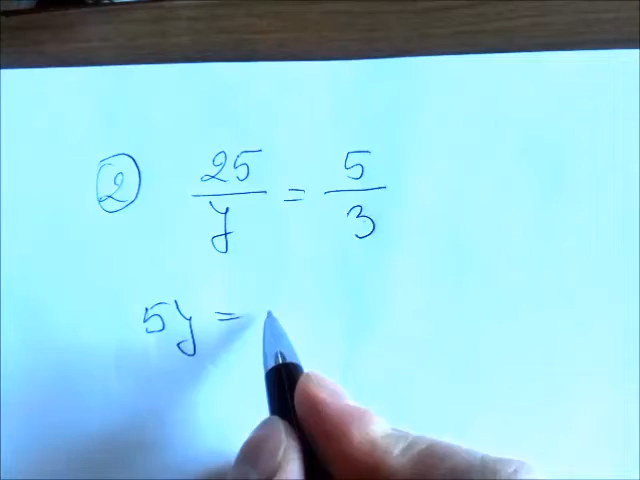 ② 25/y = 5/3
5y =